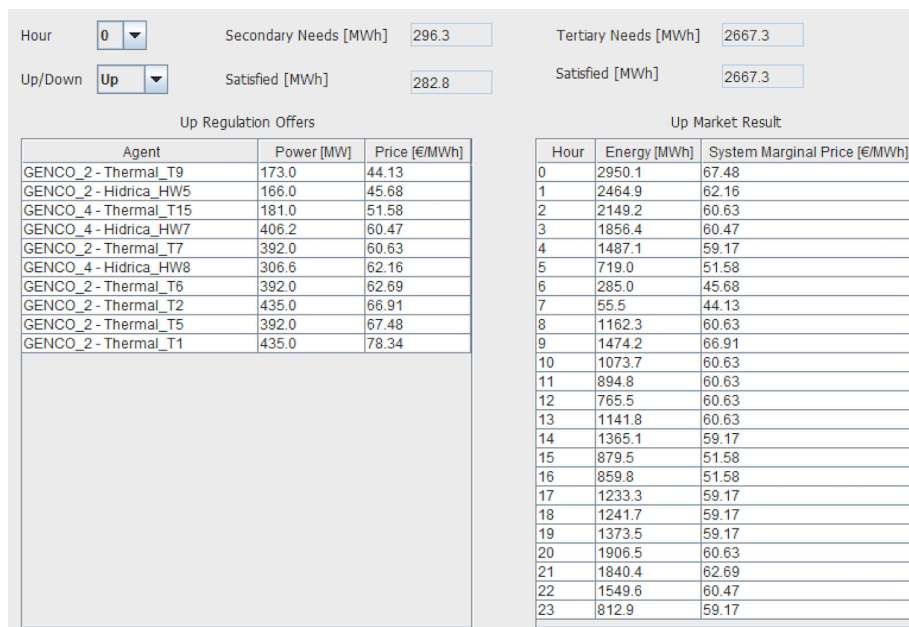 Hour 0 Secondary Needs [MWh] 296.3 Tertiary Needs [MWh] 2667.3
Up/Down Up Satisfied [MWh] 282.8 Satisfied [MWh] 2667.3
Up Regulation Offers
Agent Power [MW] Price [€/MWh]
GENCO_2 - Thermal_T9 173.0 44.13
GENCO_2 - Hidrica_HW5 166.0 45.68
GENCO_4 - Thermal_T15 181.0 51.58
GENCO_4 - Hidrica_HW7 406.2 60.47
GENCO_2 - Thermal_T7 392.0 60.63
GENCO_4 - Hidrica_HW8 306.6 62.16
GENCO_2 - Thermal_T6 392.0 62.69
GENCO_2 - Thermal_T2 435.0 66.91
GENCO_2 - Thermal_T5 392.0 67.48
GENCO_2 - Thermal_T1 435.0 78.34
Up Market Result
Hour Energy [MWh] System Marginal Price [€/MWh]
0 2950.1 67.48
1 2464.9 62.16
2 2149.2 60.63
3 1856.4 60.47
4 1487.1 59.17
5 719.0 51.58
6 285.0 45.68
7 55.5 44.13
8 1162.3 60.63
9 1474.2 66.91
10 1073.7 60.63
11 894.8 60.63
12 765.5 60.63
13 1141.8 60.63
14 1365.1 59.17
15 879.5 51.58
16 859.8 51.58
17 1233.3 59.17
18 1241.7 59.17
19 1373.5 59.17
20 1906.5 60.63
21 1840.4 62.69
22 1549.6 60.47
23 812.9 59.17